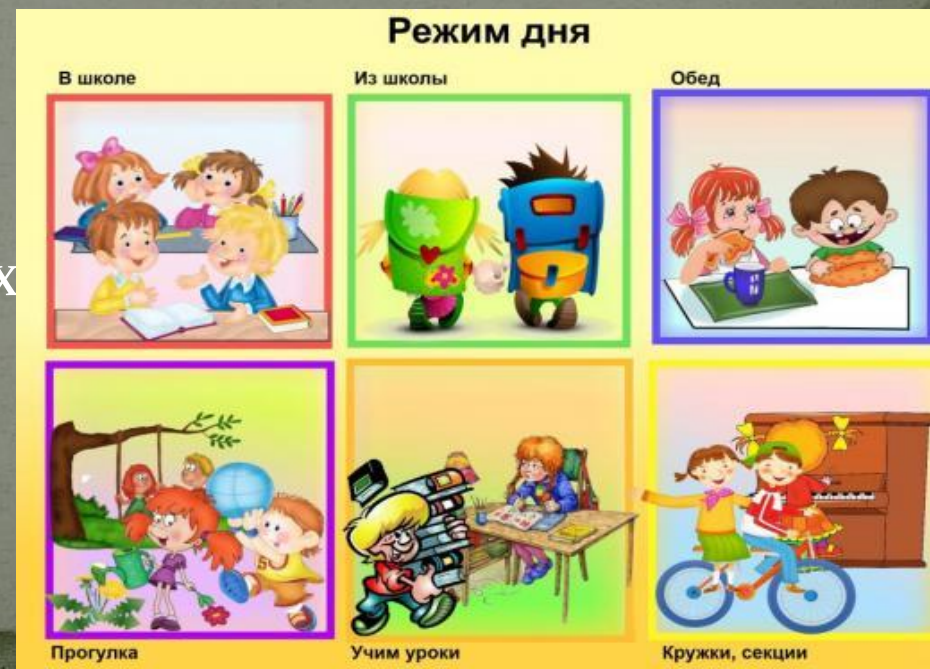 Режим дня
В школе Из школы Обед
х
Прогулка Учим уроки Кружки, секции